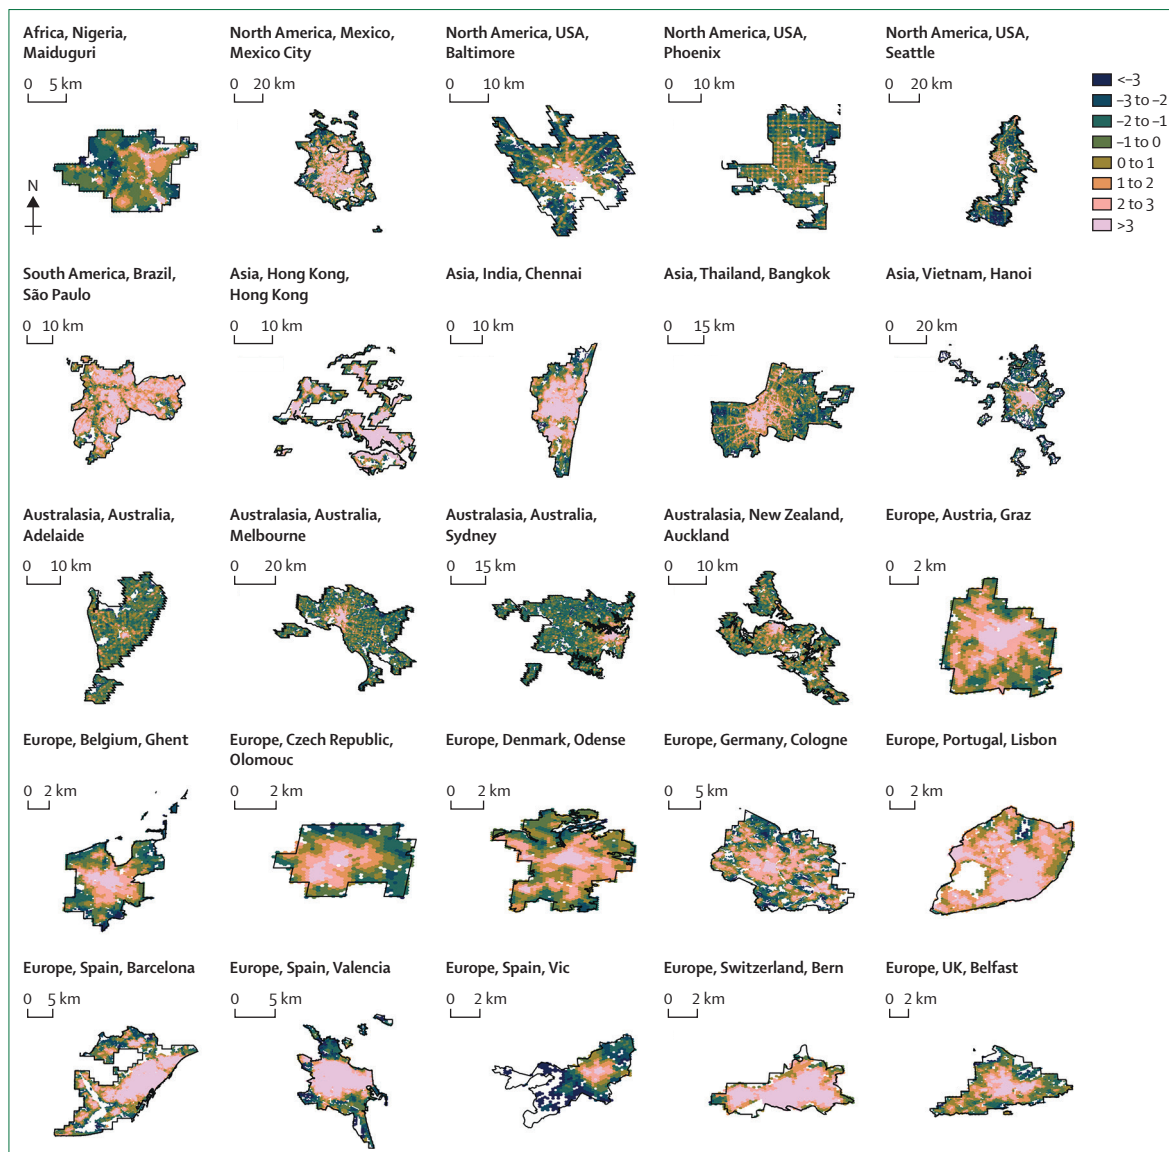 Africa, Nigeria,
Maiduguri
0 5 km
N
North America, Mexico,
Mexico City
0 20 km
North America, USA,
Baltimore
0 10 km
North America, USA,
Phoenix
0 10 km
North America, USA,
Seattle
0 20 km
<–3
–3 to –2
–2 to –1
–1 to 0
0 to 1
1 to 2
2 to 3
>3
South America, Brazil,
São Paulo
0 10 km
Asia, Hong Kong,
Hong Kong
0 10 km
Asia, India, Chennai
0 10 km
Asia, Thailand, Bangkok
0 15 km
Asia, Vietnam, Hanoi
0 20 km
Australasia, Australia,
Adelaide
0 10 km
Australasia, Australia,
Melbourne
0 20 km
Australasia, Australia,
Sydney
0 15 km
Australasia, New Zealand,
Auckland
0 10 km
Europe, Austria, Graz
0 2 km
Europe, Belgium, Ghent
0 2 km
Europe, Czech Republic,
Olomouc
0 2 km
Europe, Denmark, Odense
0 2 km
Europe, Germany, Cologne
0 5 km
Europe, Portugal, Lisbon
0 2 km
Europe, Spain, Barcelona
0 5 km
Europe, Spain, Valencia
0 5 km
Europe, Spain, Vic
0 2 km
Europe, Switzerland, Bern
0 2 km
Europe, UK, Belfast
0 2 km